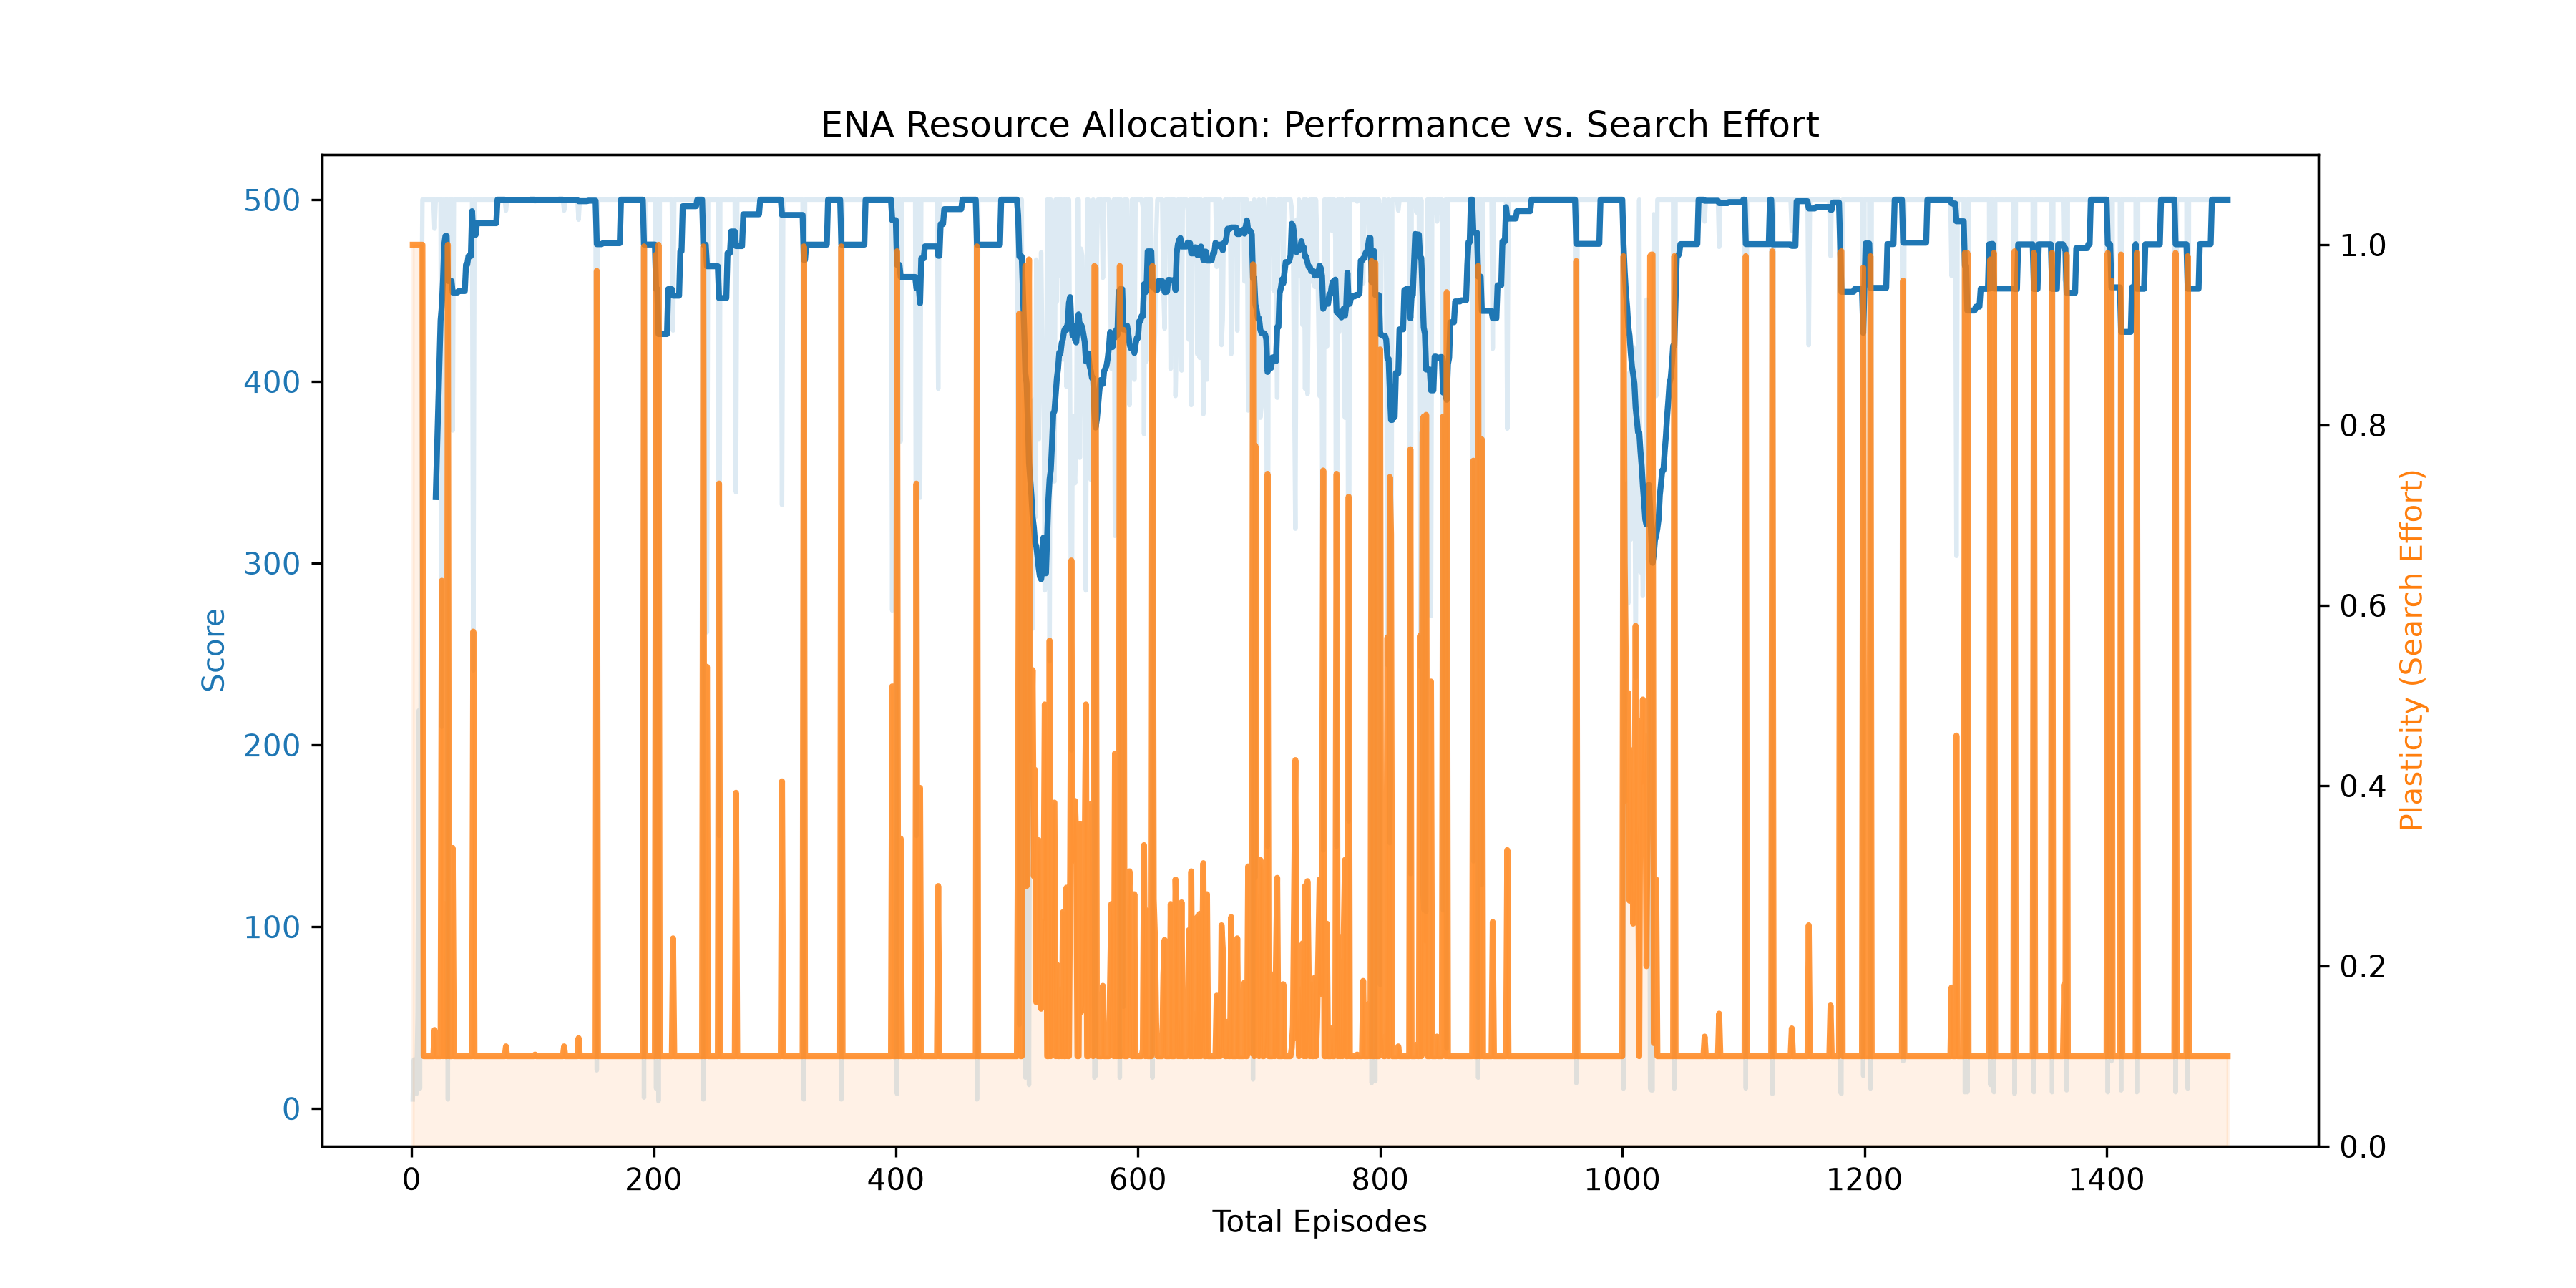 ENA Resource Allocation: Performance vs. Search Effort
500
400
300
200
100
0
Score
1.0
0.8
0.6
0.4
0.2
0.0
Plasticity (Search Effort)
0 200 400 600 800 1000 1200 1400
Total Episodes